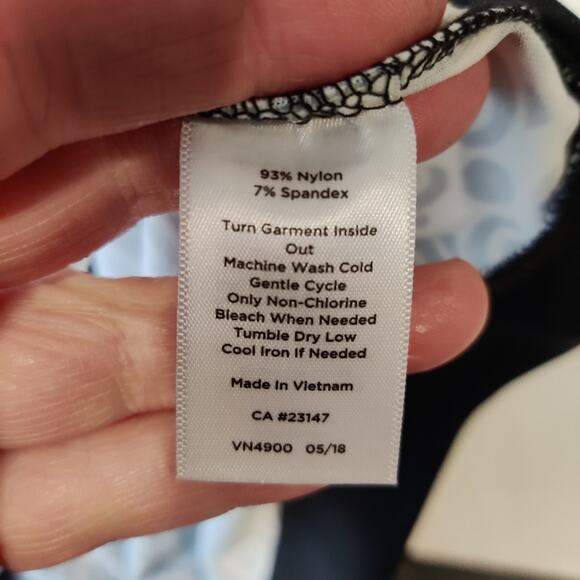 93% Nylon
7% Spandex
Turn Garment Inside
Out
Machine Wash Cold
Gentle Cycle
Only Non-Chlorine
Bleach When Needed
Tumble Dry Low
Cool Iron If Needed
Made In Vietnam
CA #23147
VN4900 05/18